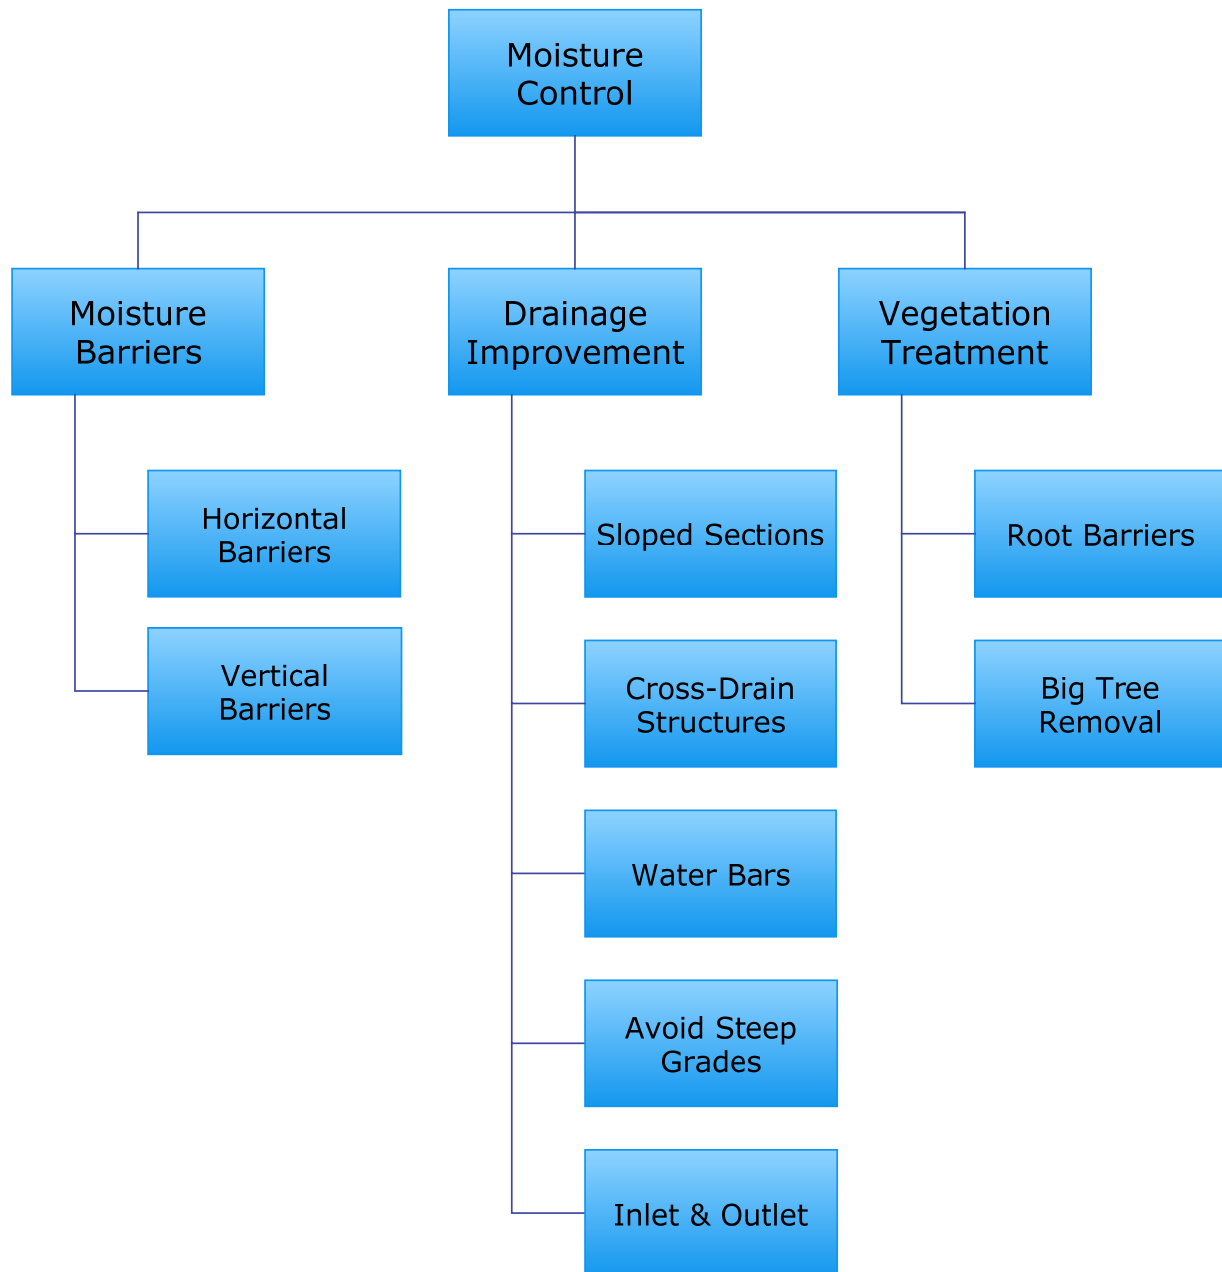 Moisture
Control
Moisture
Barriers
Drainage
Improvement
Vegetation
Treatment
Horizontal
Barriers
Vertical
Barriers
Sloped Sections
Cross-Drain
Structures
Water Bars
Avoid Steep
Grades
Inlet & Outlet
Root Barriers
Big Tree
Removal